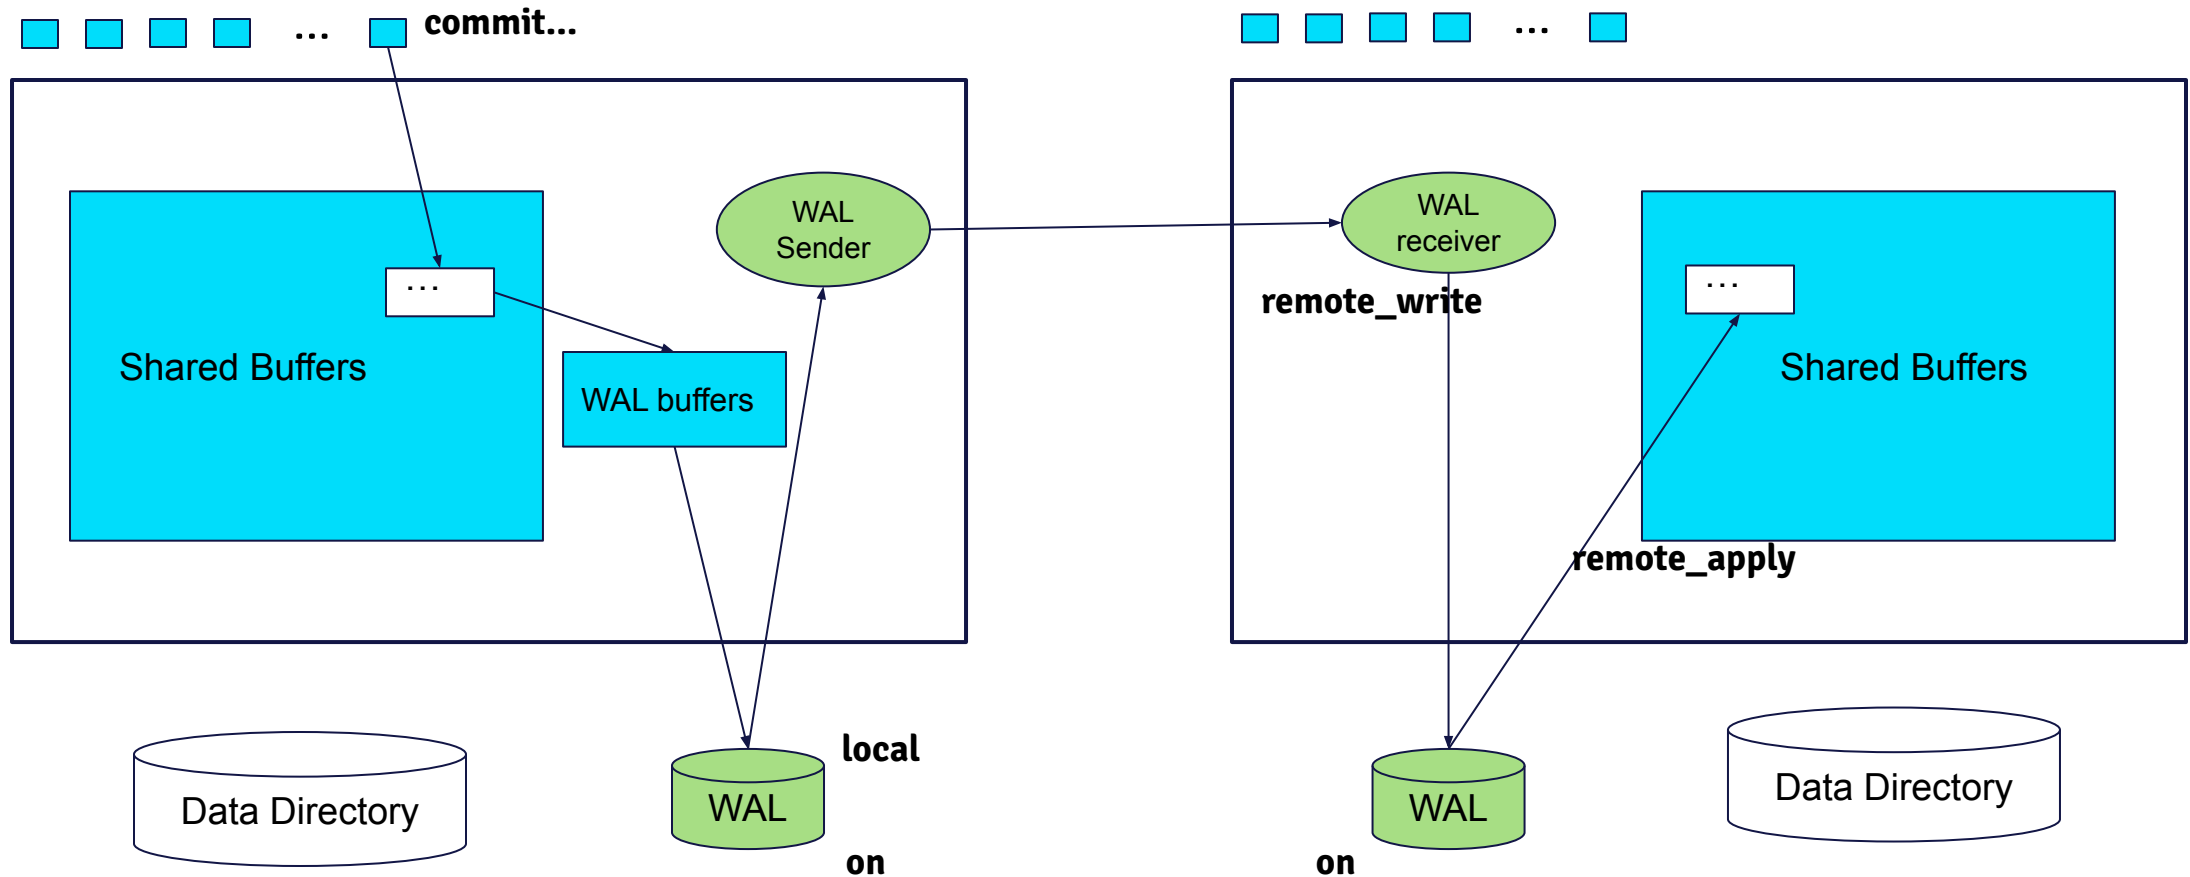 ... commit...
...
WAL
Sender
WAL
receiver
...
...
remote_write
Shared Buffers
Shared Buffers
WAL buffers
remote_apply
local
Data Directory
WAL
WAL
Data Directory
on
on